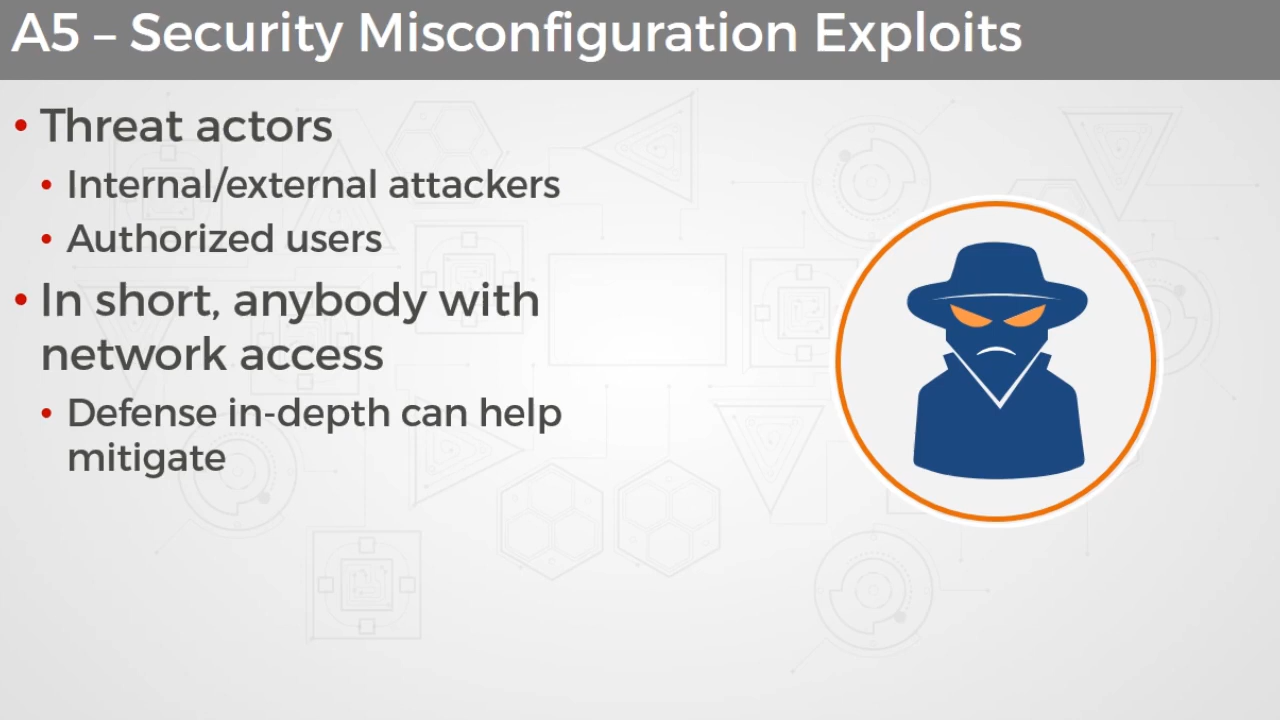 A5 – Security Misconfiguration Exploits
• Threat actors
• Internal/external attackers
• Authorized users
• In short, anybody with
network access
• Defense in-depth can help
mitigate